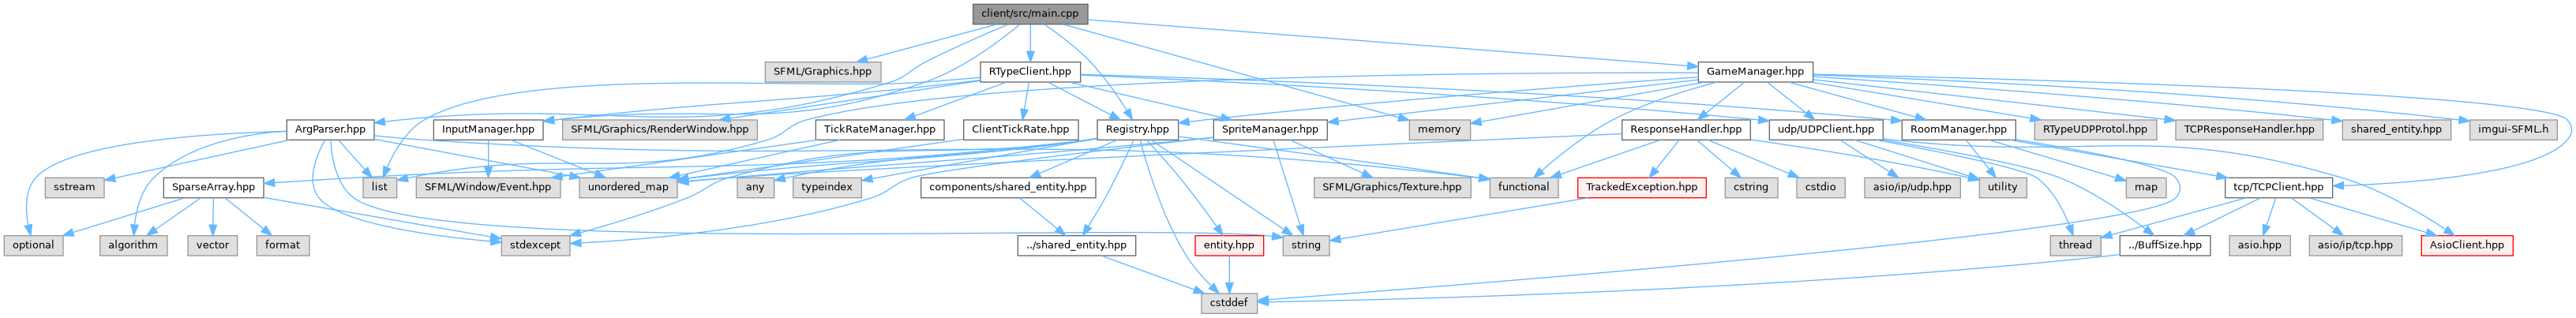 client/src/main.cpp
SFML/Graphics.hpp
RTypeClient.hpp
GameManager.hpp
ArgParser.hpp
InputManager.hpp
SFML/Graphics/RenderWindow.hpp
TickRateManager.hpp
ClientTickRate.hpp
Registry.hpp
SpriteManager.hpp
memory
ResponseHandler.hpp
udp/UDPClient.hpp
RoomManager.hpp
RTypeUDPProtol.hpp
TCPResponseHandler.hpp
shared_entity.hpp
imgui-SFML.h
sstream
SparseArray.hpp
list
SFML/Window/Event.hpp
unordered_map
any
typeindex
components/shared_entity.hpp
SFML/Graphics/Texture.hpp
functional
TrackedException.hpp
cstring
cstdio
asio/ip/udp.hpp
utility
map
tcp/TCPClient.hpp
optional
algorithm
vector
format
stdexcept
../shared_entity.hpp
entity.hpp
string
thread
../BuffSize.hpp
asio.hpp
asio/ip/tcp.hpp
AsioClient.hpp
cstddef